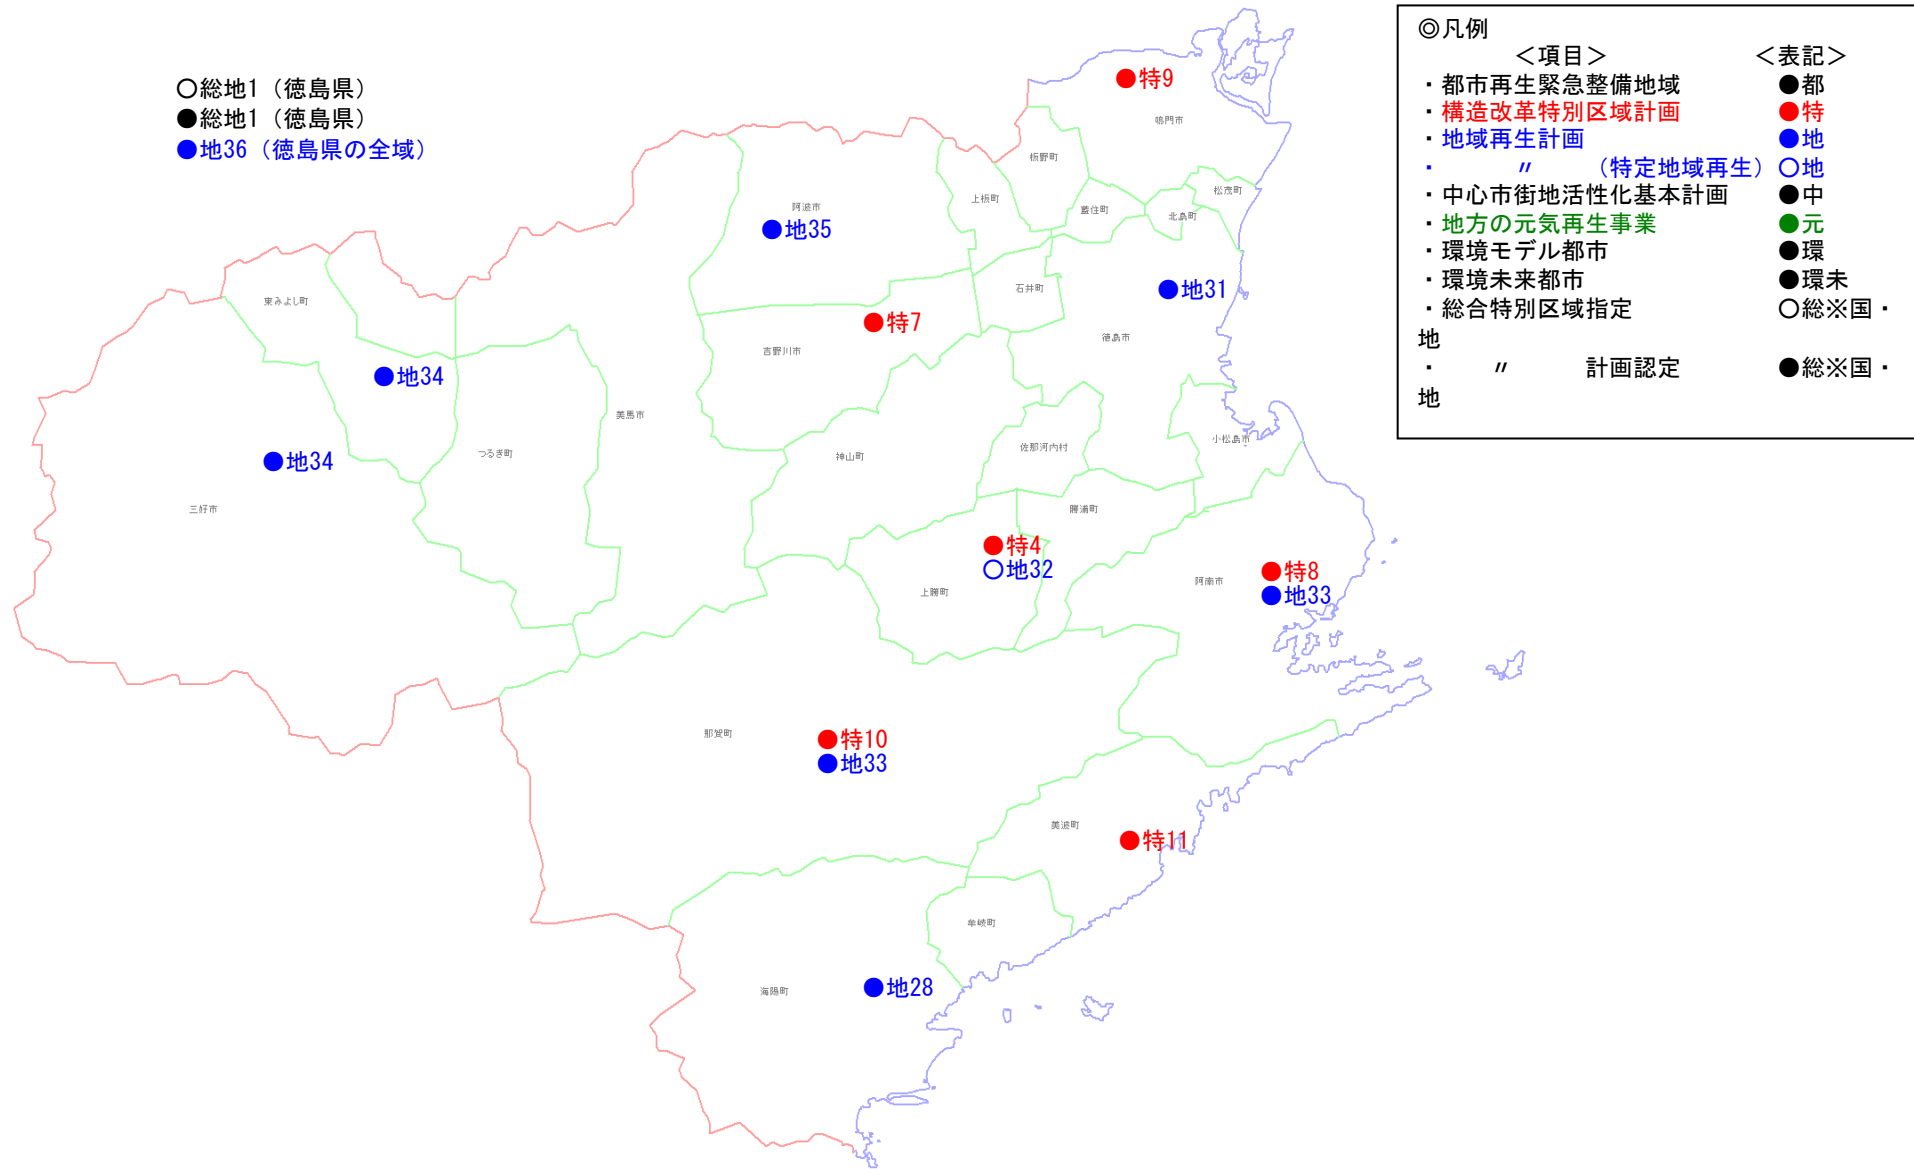 ○総地1（徳島県）
●総地1（徳島県）
●地36（徳島県の全域）
◎凡例
＜項目＞ ＜表記＞
・都市再生緊急整備地域 ●都
・構造改革特別区域計画 ●特
・地域再生計画 ●地
・ 〃 （特定地域再生） ○地
・中心市街地活性化基本計画 ●中
・地方の元気再生事業 ●元
・環境モデル都市 ●環
・環境未来都市 ●環未
・総合特別区域指定 ○総※国・
地
・ 〃 計画認定 ●総※国・
地
●特9
鳴門市
板野町
松茂町
上板町
藍住町
北島町
阿波市
●地35
石井町
●地31
東みよし町
●特7
徳島市
吉野川市
●地34
美馬市
小松島市
佐那河内村
つるぎ町
神山町
●地34
三好市
勝浦町
●特4
○地32
上勝町
●特8
阿南市
●地33
那賀町
●特10
●地33
美波町
●特11
牟岐町
海陽町
●地28